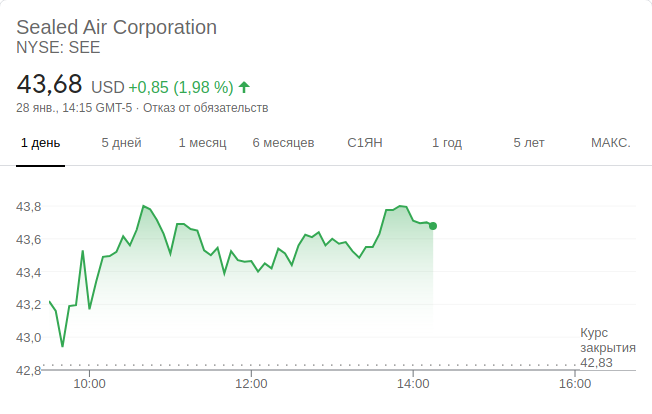 Sealed Air Corporation
NYSE: SEE
43,68 USD +0,85 (1,98 %) ↑
28 янв., 14:15 GMT-5 · Отказ от обязательств
1 день 5 дней 1 месяц 6 месяцев С1ЯН 1 год 5 лет МАКС.
43,8
43,6
43,4
43,2
43,0
42,8
Курс
закрытия
42,83
10:00 12:00 14:00 16:00